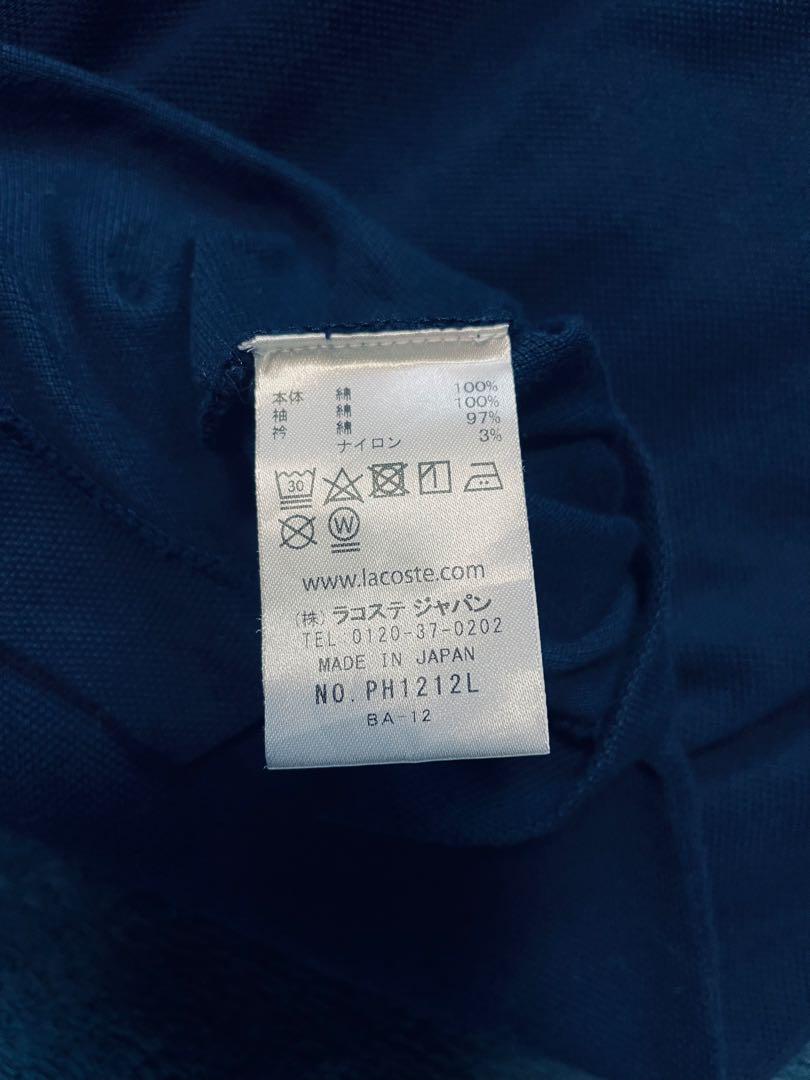 本体 綿 100%
袖 綿 100%
衿 綿 97%
ナイロン 3%
30
W
www.lacoste.com
(株) ラコステ ジャパン
TEL 0120-37-0202
MADE IN JAPAN
NO. PH1212L
BA-12